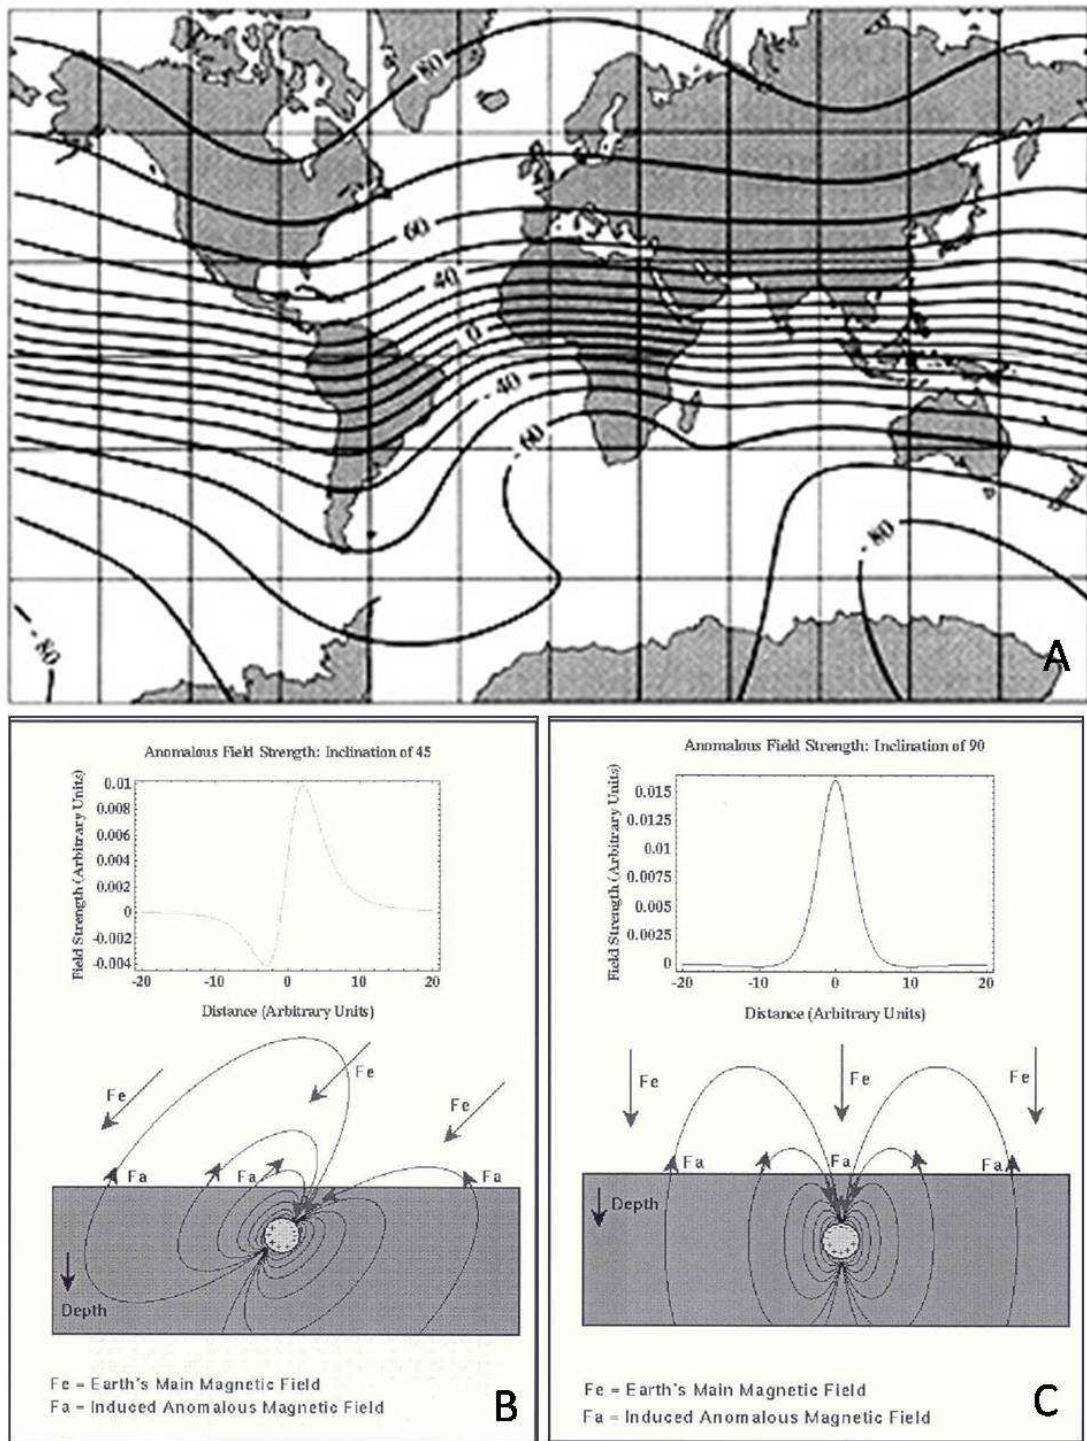 80
60
40
0
- 40
- 60
- 80
- 80
A
Anomalous Field Strength: Inclination of 45
Field Strength (Arbitrary Units)
0.01
0.008
0.006
0.004
0.002
0
-0.002
-0.004
-20 -10 0 10 20
Distance (Arbitrary Units)
Fe
Fe
Fe
Fa
Fa
Fa
Depth
Fe = Earth's Main Magnetic Field
Fa = Induced Anomalous Magnetic Field
B
Anomalous Field Strength: Inclination of 90
Field Strength (Arbitrary Units)
0.015
0.0125
0.01
0.0075
0.005
0.0025
0
-20 -10 0 10 20
Distance (Arbitrary Units)
Fe
Fe
Fe
Fa
Fa
Fa
Depth
Fe = Earth's Main Magnetic Field
Fa = Induced Anomalous Magnetic Field
C